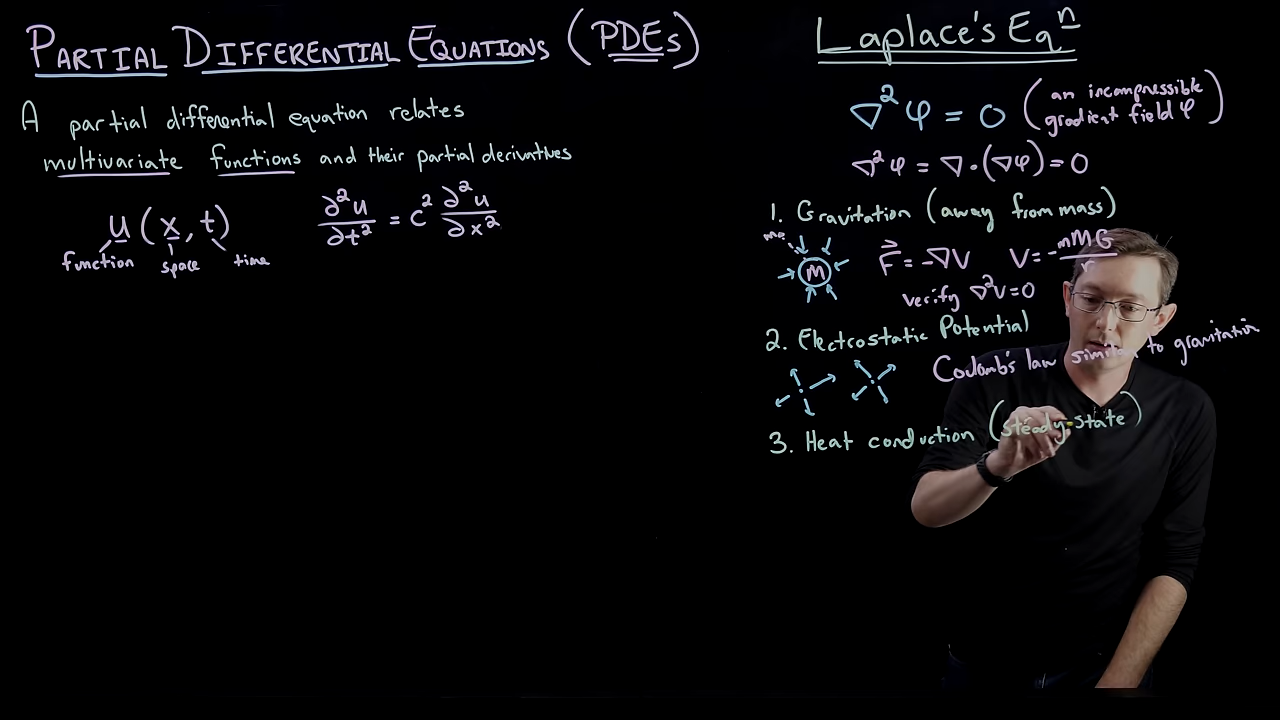 PARTIAL DIFFERENTIAL EQUATIONS (PDEs)
A partial differential equation relates
multivariate functions and their partial derivatives
u(x,t)
function space time
∂²u/∂t² = c² ∂²u/∂x²
Laplace's Eqⁿ
∇²φ = 0 (an incompressible
gradient field φ)
∇²φ = ∇·(∇φ) = 0
1. Gravitation (away from mass)
m
M
F⃗ = -∇V V = -mMG/r
verify ∇²V=0
2. Electrostatic Potential
Coulomb's law similar to gravitation
3. Heat conduction (steady-state)